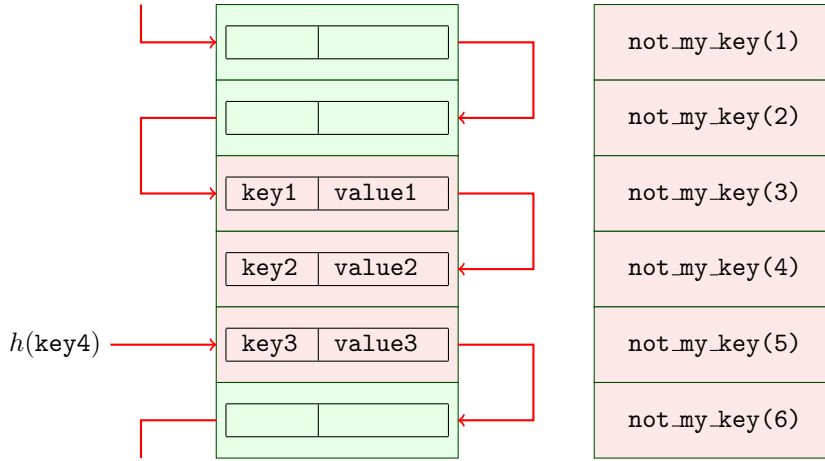 not_my_key(1)
not_my_key(2)
key1 value1 not_my_key(3)
key2 value2 not_my_key(4)
h(key4) key3 value3 not_my_key(5)
not_my_key(6)